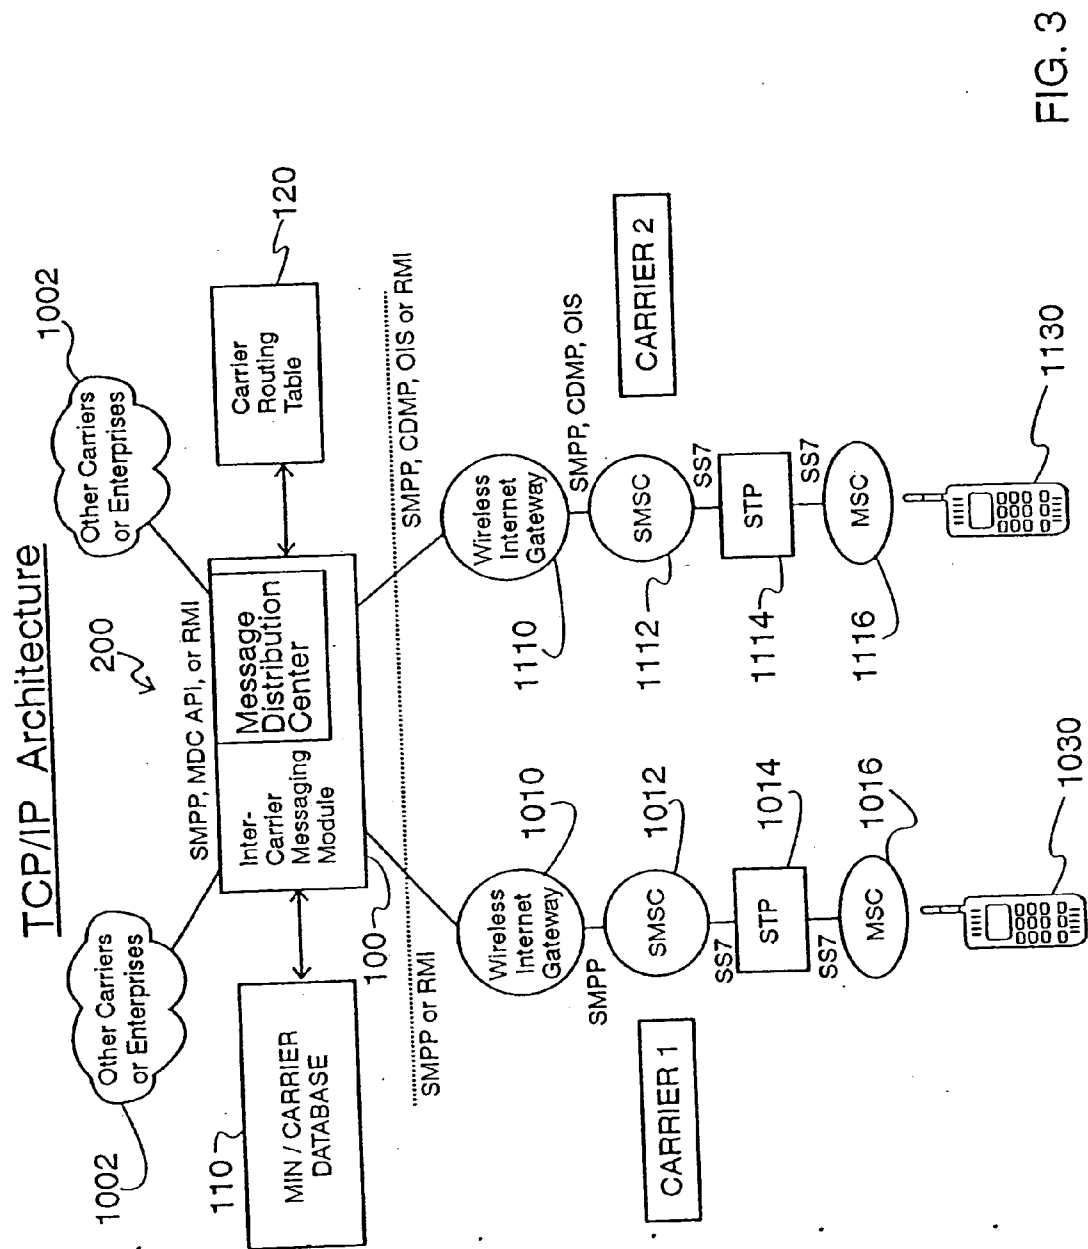 TCP/IP Architecture
200
1002
Other Carriers
or Enterprises
1002
Other Carriers
or Enterprises
SMPP, MDC API, or RMI
110
MIN / CARRIER
DATABASE
Inter-
Carrier
Messaging
Module
Message
Distribution
Center
Carrier
Routing
Table
120
100
SMPP or RMI
SMPP, CDMP, OIS or RMI
CARRIER 1
Wireless
Internet
Gateway
1010
SMPP
SMSC
1012
SS7
STP
1014
SS7
MSC
1016
1030
Wireless
Internet
Gateway
1110
SMPP, CDMP, OIS
SMSC
1112
SS7
STP
1114
SS7
MSC
1116
1130
CARRIER 2
FIG. 3